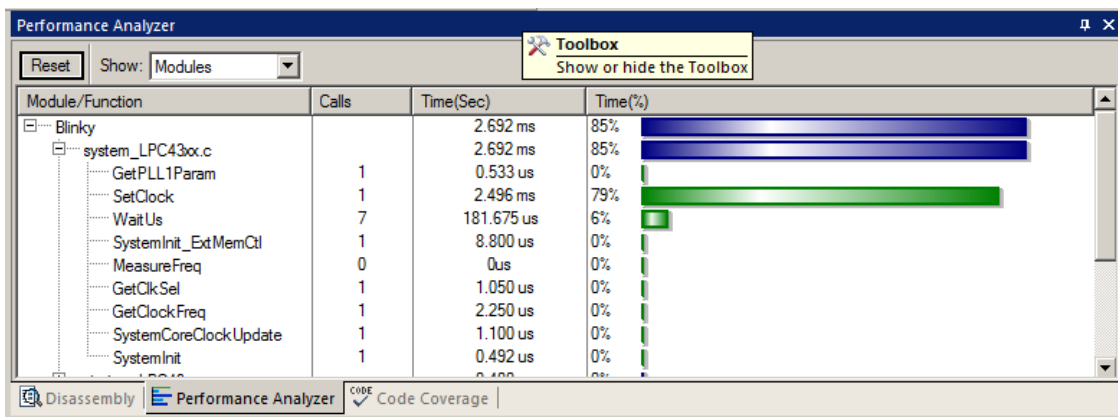 Performance Analyzer
Toolbox
Show or hide the Toolbox
Reset Show: Modules
Module/Function Calls Time(Sec) Time(%)
Blinky 2.692 ms 85%
system_LPC43xx.c 2.692 ms 85%
GetPLL1Param 1 0.533 us 0%
SetClock 1 2.496 ms 79%
WaitUs 7 181.675 us 6%
SystemInit_ExtMemCtl 1 8.800 us 0%
MeasureFreq 0 0us 0%
GetClkSel 1 1.050 us 0%
GetClockFreq 1 2.250 us 0%
SystemCoreClockUpdate 1 1.100 us 0%
SystemInit 1 0.492 us 0%
Disassembly Performance Analyzer CODE Code Coverage